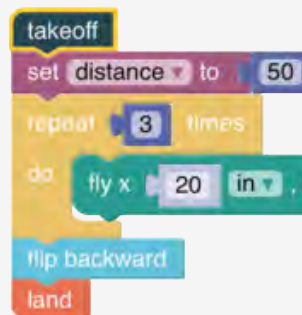 takeoff
set distance to 50
repeat 3 times
do fly x 20 in ,
flip backward
land